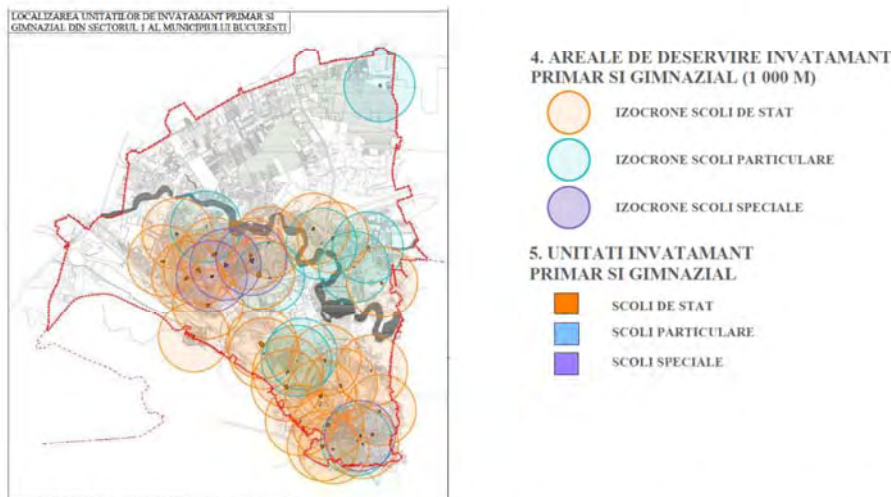 LOCALIZAREA UNITATILOR DE INVATAMANT PRIMAR SI
GIMNAZIAL DIN SECTORUL 1 AL MUNICIPIULUI BUCURESTI
4. AREALE DE DESERVIRE INVATAMANT
PRIMAR SI GIMNAZIAL (1 000 M)
IZOCRONE SCOLI DE STAT
IZOCRONE SCOLI PARTICULARE
IZOCRONE SCOLI SPECIALE
5. UNITATI INVATAMANT
PRIMAR SI GIMNAZIAL
SCOLI DE STAT
SCOLI PARTICULARE
SCOLI SPECIALE